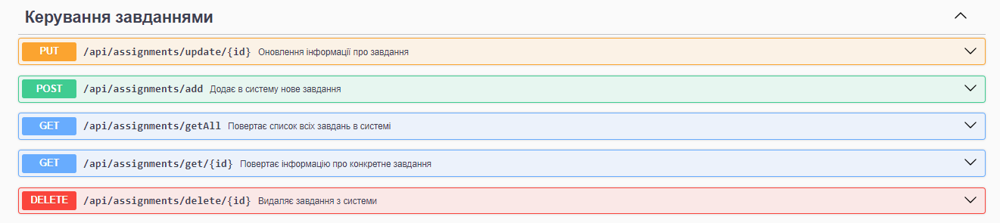 Керування завданнями
PUT /api/assignments/update/{id} Оновлення інформації про завдання
POST /api/assignments/add Додає в систему нове завдання
GET /api/assignments/getAll Повертає список всіх завдань в системі
GET /api/assignments/get/{id} Повертає інформацію про конкретне завдання
DELETE /api/assignments/delete/{id} Видаляє завдання з системи